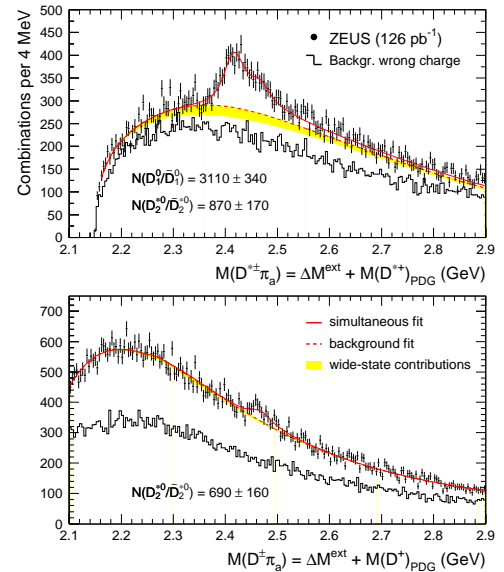 Combinations per 4 MeV
500
450
400
350
300
250
200
150
100
50
0
ZEUS (126 pb⁻¹)
Backgr. wrong charge
N(D₁⁰/D̄₁⁰) = 3110 ± 340
N(D₂*⁰/D̄₂*⁰) = 870 ± 170
2.1 2.2 2.3 2.4 2.5 2.6 2.7 2.8 2.9
M(D*±πₐ) = ΔMᵉˣᵗ + M(D*⁺)PDG (GeV)
700
600
500
400
300
200
100
0
simultaneous fit
background fit
wide-state contributions
N(D₂*⁰/D̄₂*⁰) = 690 ± 160
2.1 2.2 2.3 2.4 2.5 2.6 2.7 2.8 2.9
M(D±πₐ) = ΔMᵉˣᵗ + M(D⁺)PDG (GeV)